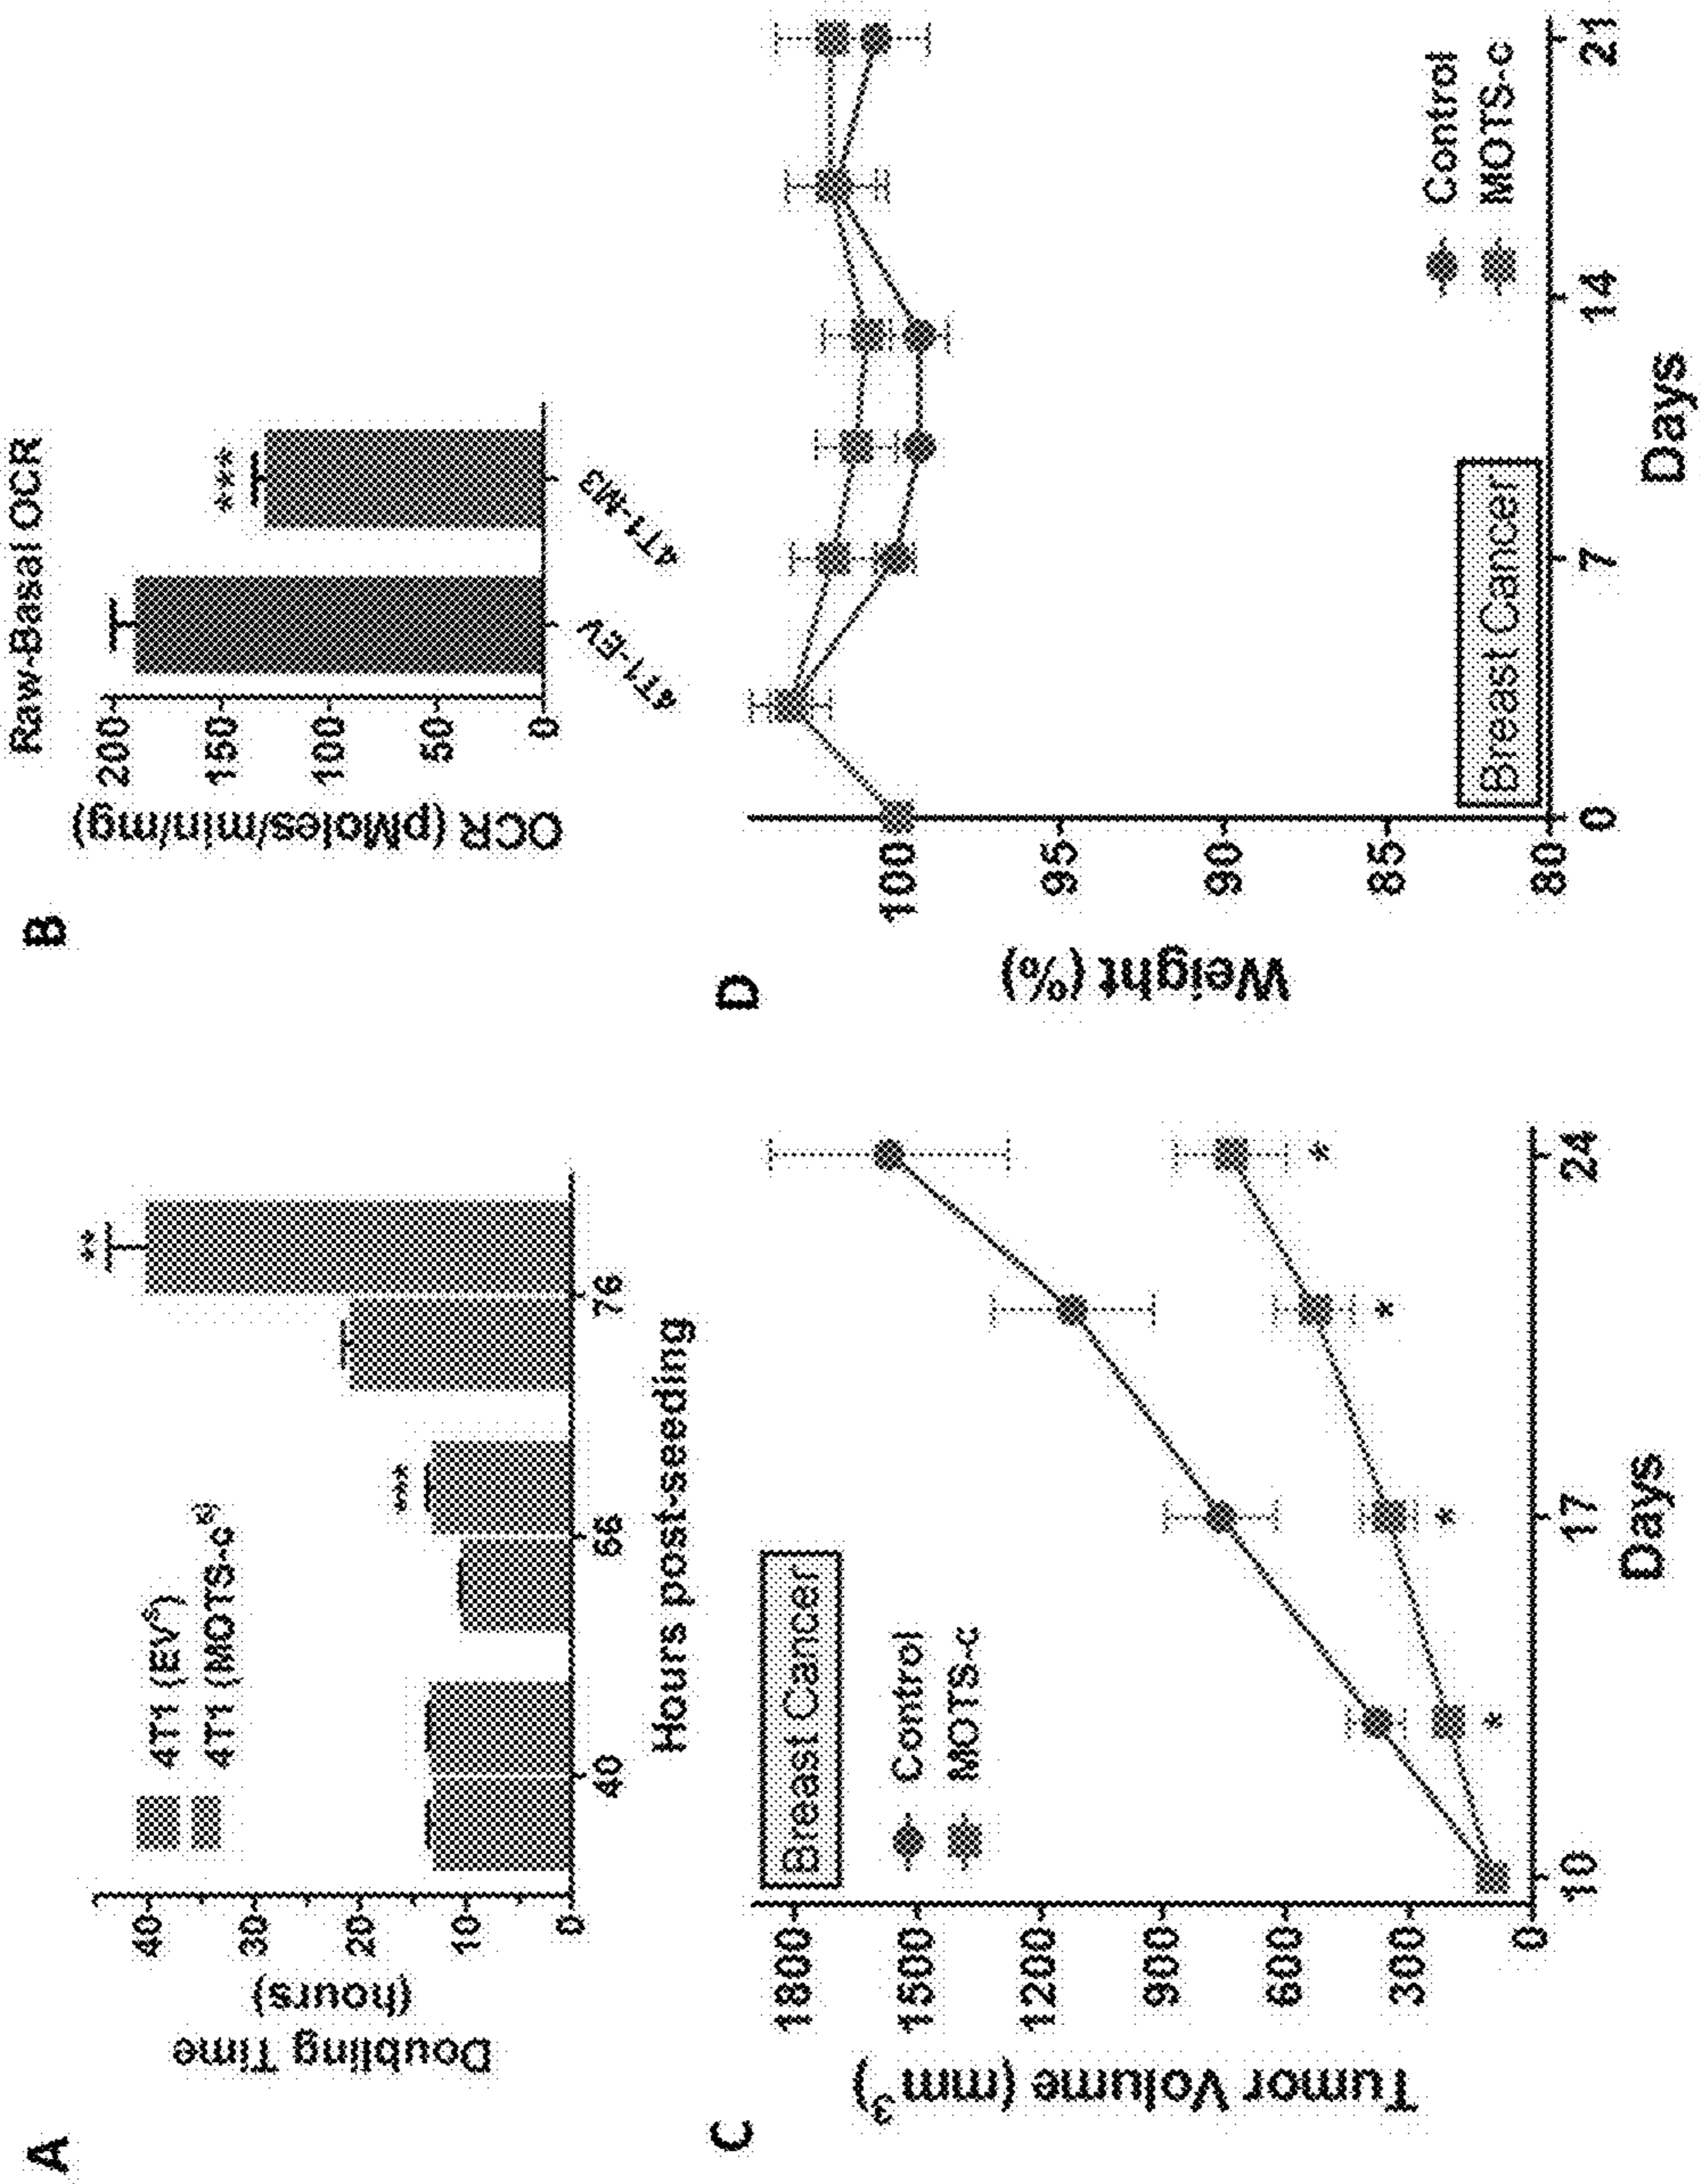 A
Doubling Time
(hours)
40
30
20
10
0
4T1 (EV
4T1 (MOTS-c
**
***
40
76
Hours post-seeding
B
Raw-Basal OCR
OCR (pMoles/min/mg)
200
150
100
50
0
***
4T1-EV
4T1-M3
C
Tumor Volume (mm³)
1800
1500
1200
900
600
300
0
Breast Cancer
Control
MOTS-c
*
*
*
*
10
17
24
Days
D
Weight (%)
100
95
90
85
80
Breast Cancer
Control
MOTS-c
0
7
14
21
Days